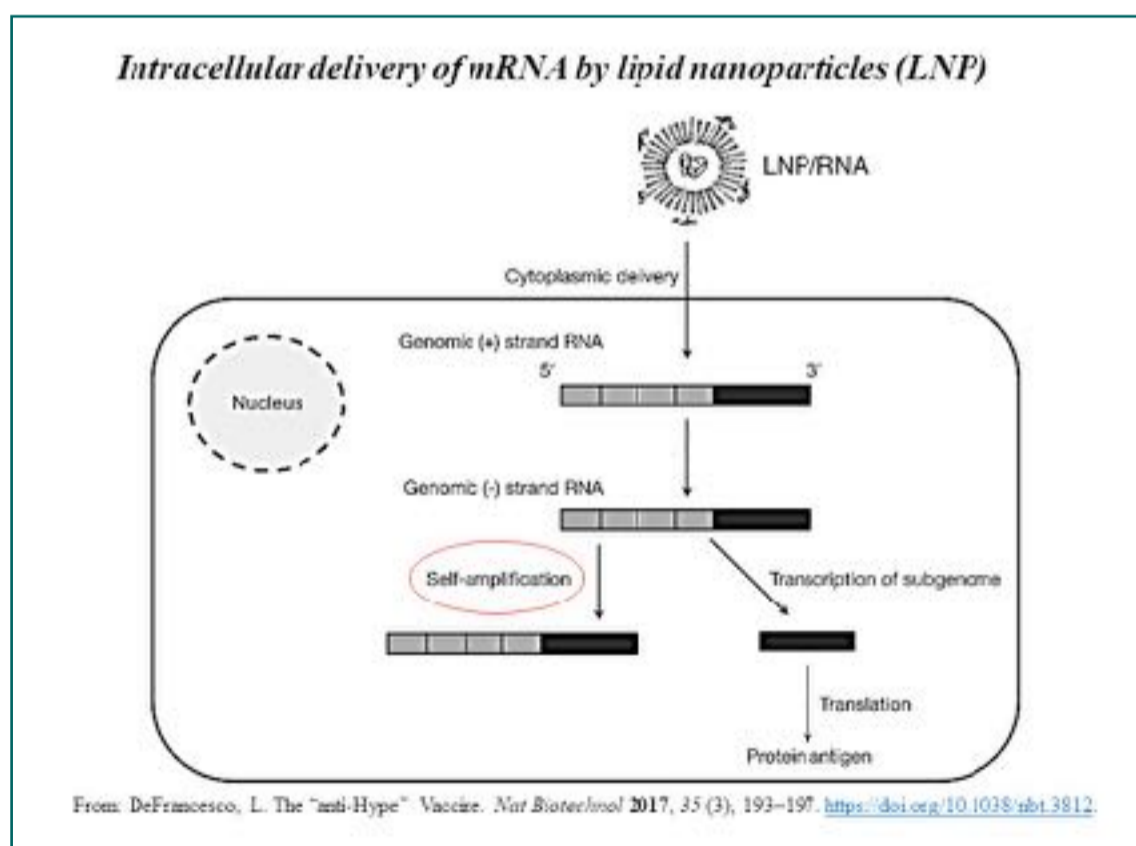 Intracellular delivery of mRNA by lipid nanoparticles (LNP)
LNP/RNA
Cytoplasmic delivery
Genomic (+) strand RNA
5' 3'
Nucleus
Genomic (-) strand RNA
Self-amplification
Transcription of subgenome
Translation
Protein antigen
From: DeFrancesco, L. The "anti-Hype" Vaccine. Nat Biotechnol 2017, 35 (3), 193–197. https://doi.org/10.1038/nbt.3812.